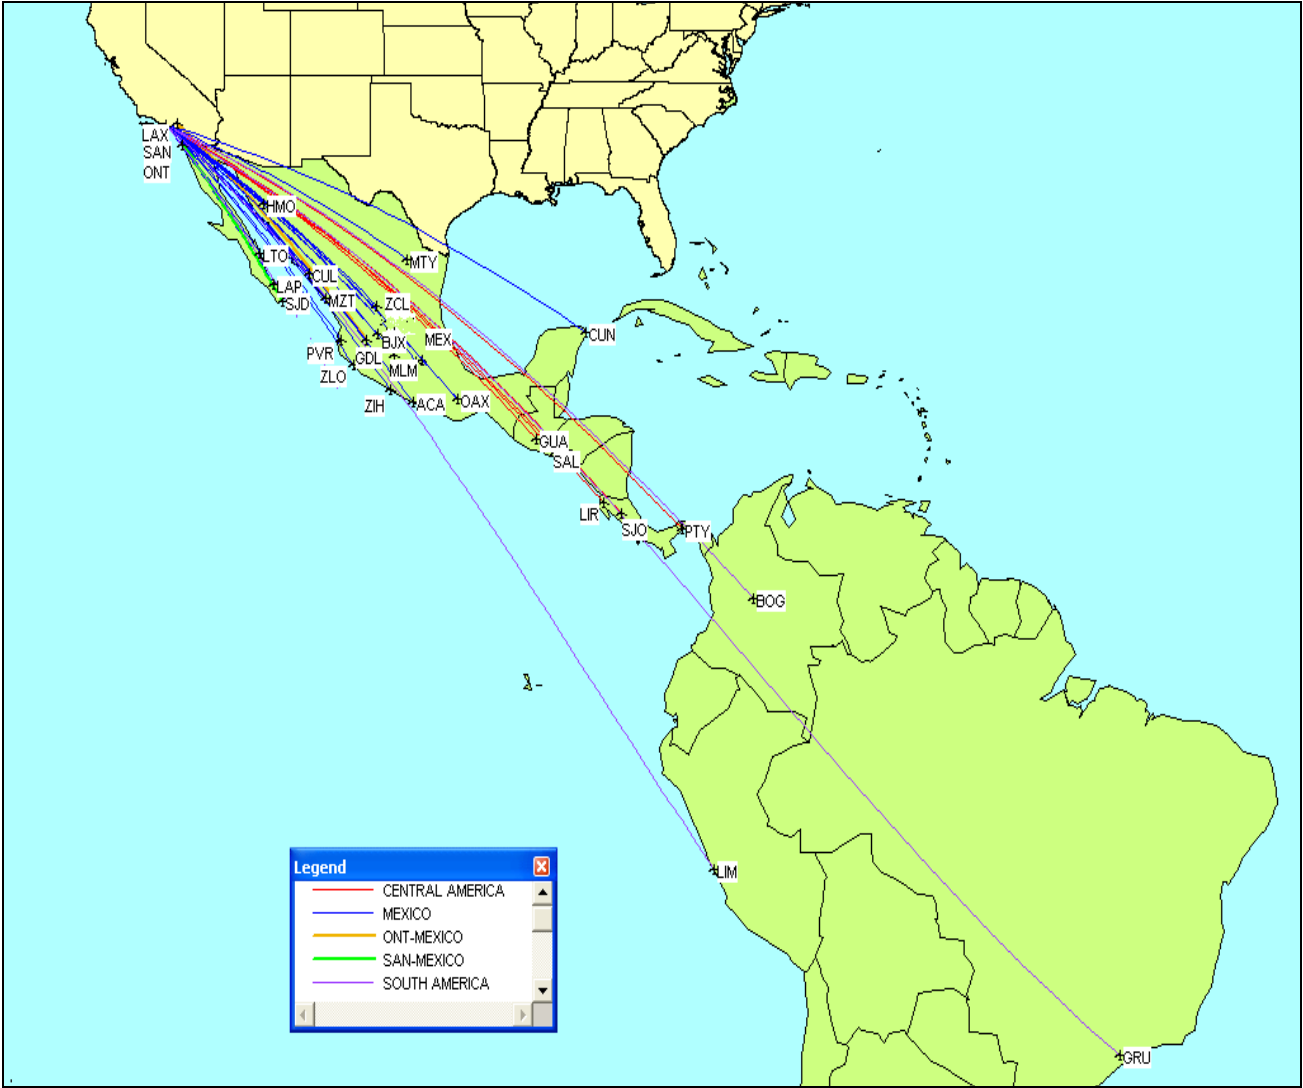 LAX
SAN
ONT
HMO
LTO
MTY
CUL
LAP
SJD
MZT
ZCL
CUN
MEX
BJX
PVR
GDL
MLM
ZLO
ZIH
ACA
OAX
GUA
SAL
LIR
SJO
PTY
BOG
LIM
GRU
Legend
CENTRAL AMERICA
MEXICO
ONT-MEXICO
SAN-MEXICO
SOUTH AMERICA